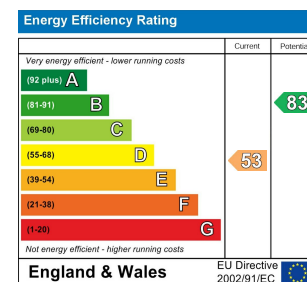 Energy Efficiency Rating
Current Potentia
Very energy efficient - lower running costs
(92 plus) A
(81-91) B
83
(69-80) C
(55-68) D
53
(39-54) E
(21-38) F
(1-20) G
Not energy efficient - higher running costs
England & Wales
EU Directive
2002/91/EC